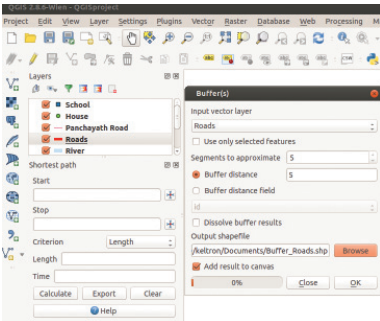 QGIS 2.8.6-Wien - QGISproject
Project Edit View Layer Settings Plugins Vector Raster Database Web Processing M
Layers
School
House
Panchayath Road
Roads
River
Shortest path
Start
Stop
Criterion Length
Length
Time
Calculate Export Clear
Help
Buffer(s)
Input vector layer
Roads
Use only selected features
Segments to approximate 5
Buffer distance 5
Buffer distance field
id
Dissolve buffer results
Output shapefile
/keltron/Documents/Buffer_Roads.shp Browse
Add result to canvas
0% Close OK